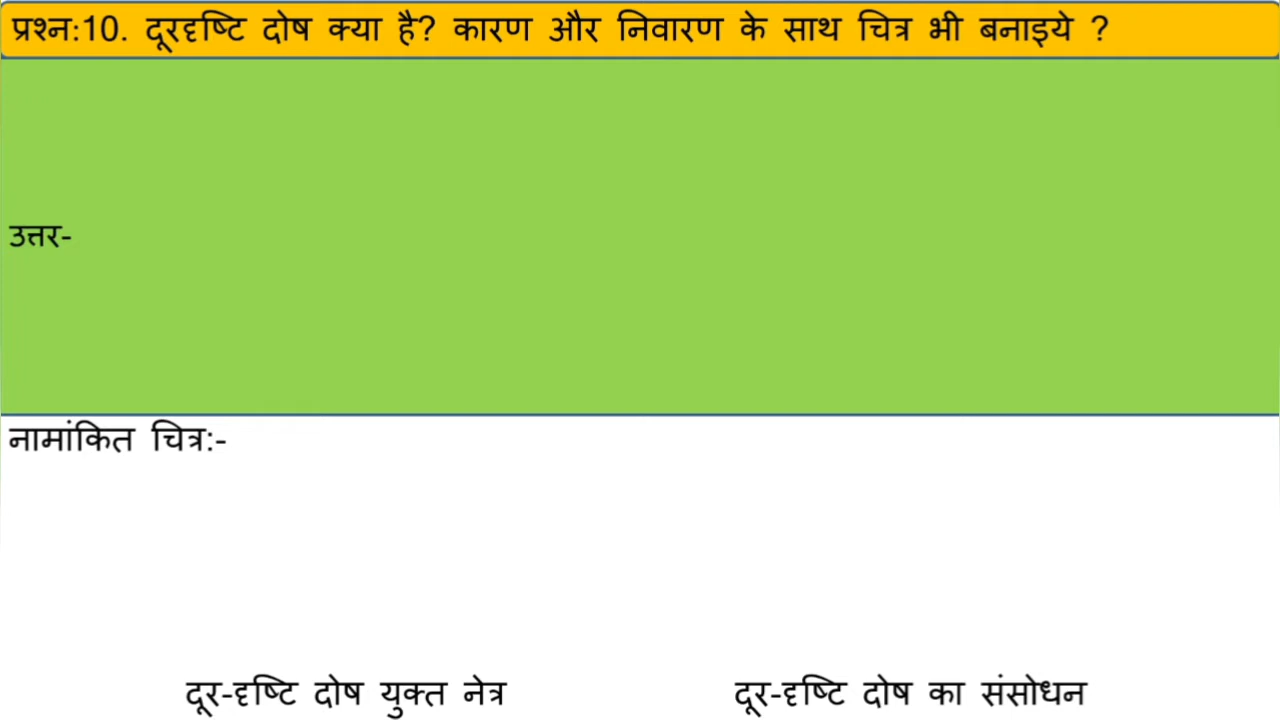 प्रश्न:10. दूरदृष्टि दोष क्या है? कारण और निवारण के साथ चित्र भी बनाइये ?
उत्तर-
नामांकित चित्र:-
दूर-दृष्टि दोष युक्त नेत्र दूर-दृष्टि दोष का संसोधन